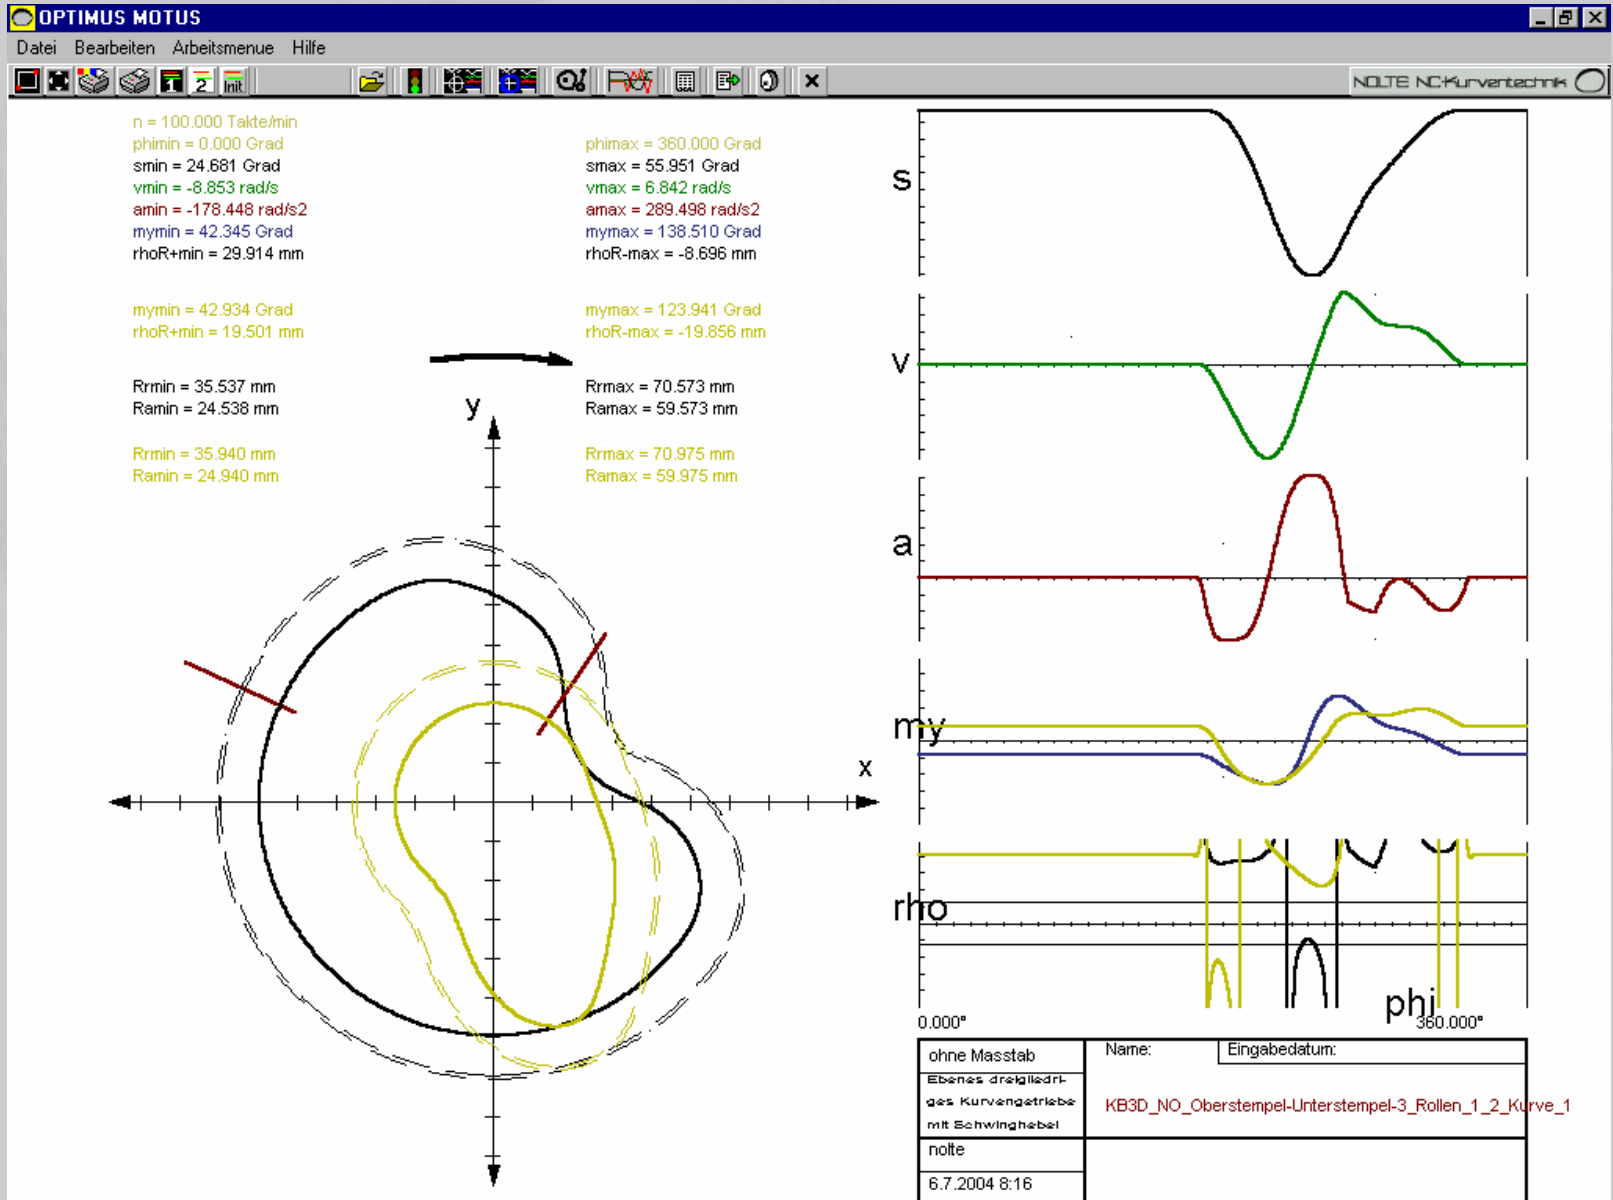 OPTIMUS MOTUS
Datei Bearbeiten Arbeitsmenue Hilfe
1 2 Init
NOLTE NC-Kurventechnik
n = 100.000 Takte/min
phimin = 0.000 Grad phimax = 360.000 Grad
smin = 24.681 Grad smax = 55.951 Grad
vmin = -8.853 rad/s vmax = 6.842 rad/s
amin = -178.448 rad/s2 amax = 289.498 rad/s2
mymin = 42.345 Grad mymax = 138.510 Grad
rhoR+min = 29.914 mm rhoR-max = -8.696 mm
mymin = 42.934 Grad mymax = 123.941 Grad
rhoR+min = 19.501 mm rhoR-max = -19.856 mm
Rrmin = 35.537 mm Rrmax = 70.573 mm
Ramin = 24.538 mm Ramax = 59.573 mm
Rrmin = 35.940 mm Rrmax = 70.975 mm
Ramin = 24.940 mm Ramax = 59.975 mm
y
x
s
v
a
my
rho
phi
0.000° 360.000°
ohne Masstab
Ebenes dreigliedri-
ges Kurvengetriebe
mit Schwinghebel
nolte
6.7.2004 8:16
Name: Eingabedatum:
KB3D_NO_Oberstempel-Unterstempel-3_Rollen_1_2_Kurve_1